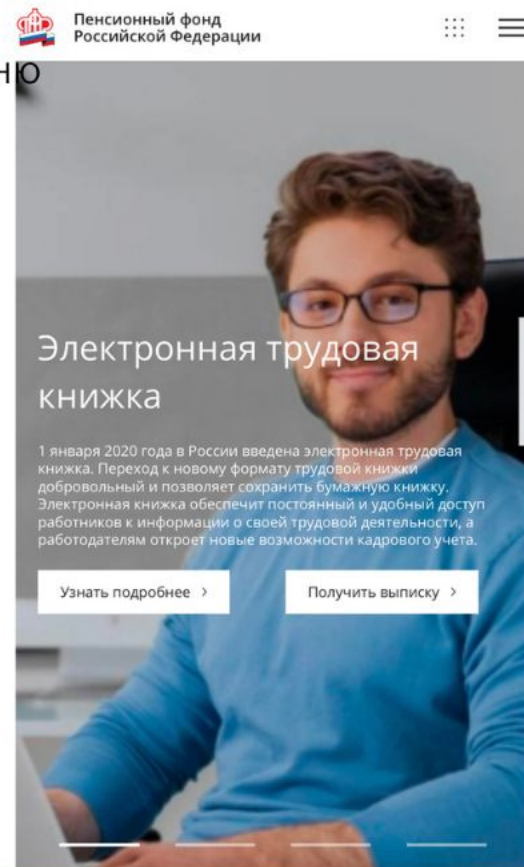 Пенсионный фонд
Российской Федерации
ню
Электронная трудовая
книжка
1 января 2020 года в России введена электронная трудовая
книжка. Переход к новому формату трудовой книжки
добровольный и позволяет сохранить бумажную книжку.
Электронная книжка обеспечит постоянный и удобный доступ
работников к информации о своей трудовой деятельности, а
работодателям откроет новые возможности кадрового учета.
Узнать подробнее >
Получить выписку >